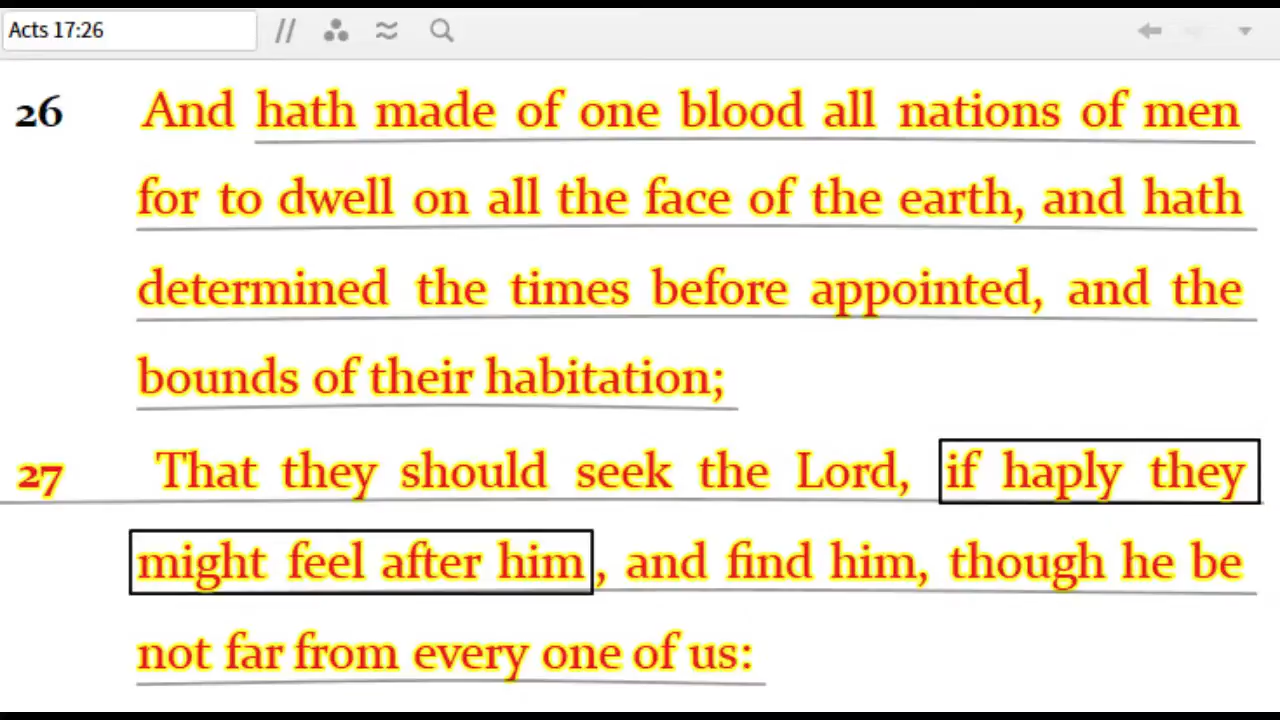 Acts 17:26
26 And hath made of one blood all nations of men
for to dwell on all the face of the earth, and hath
determined the times before appointed, and the
bounds of their habitation;
27 That they should seek the Lord, if haply they
might feel after him, and find him, though he be
not far from every one of us: